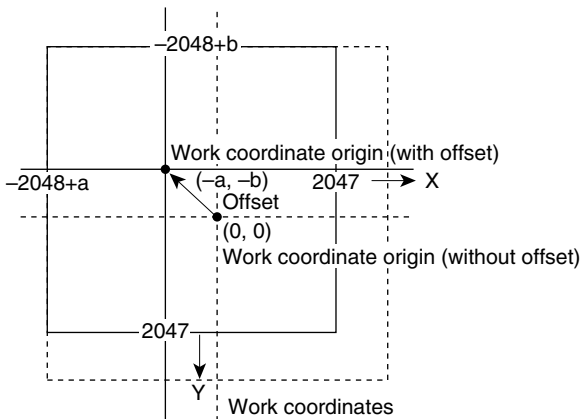 –2048+b
Work coordinate origin (with offset)
–2048+a
(–a, –b)
2047
X
Offset
(0, 0)
Work coordinate origin (without offset)
2047
Y
Work coordinates